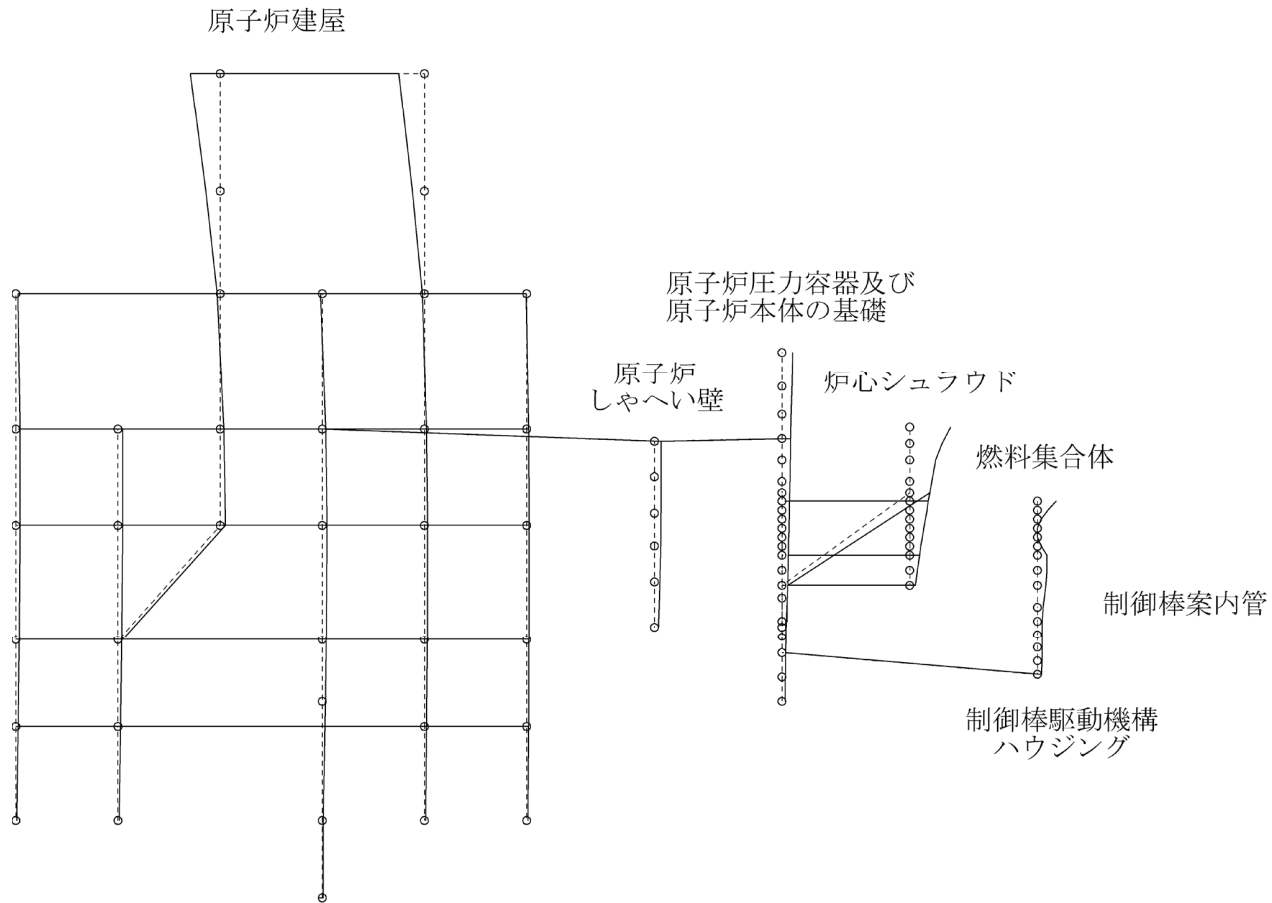 原子炉建屋
原子炉圧力容器及び
原子炉本体の基礎
原子炉
しゃへい壁
炉心シュラウド
燃料集合体
制御棒案内管
制御棒駆動機構
ハウジング